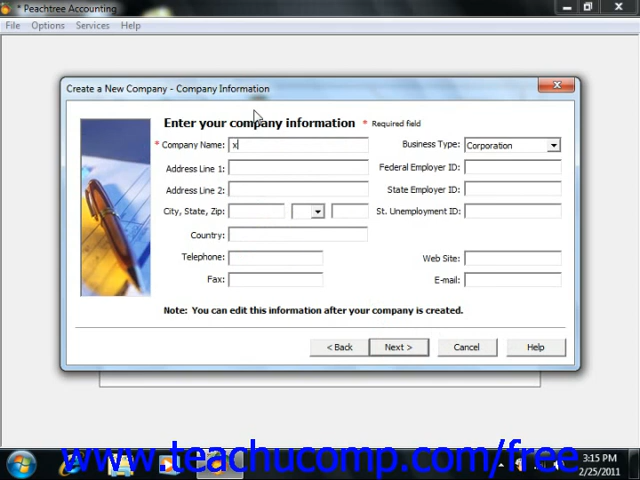 * Peachtree Accounting
File Options Services Help
Create a New Company - Company Information
Enter your company information * Required field
* Company Name: x Business Type: Corporation
Address Line 1: Federal Employer ID:
Address Line 2: State Employer ID:
City, State, Zip: St. Unemployment ID:
Country:
Telephone: Web Site:
Fax: E-mail:
Note: You can edit this information after your company is created.
< Back Next > Cancel Help
www.teachucomp.com/free
3:15 PM
2/25/2011